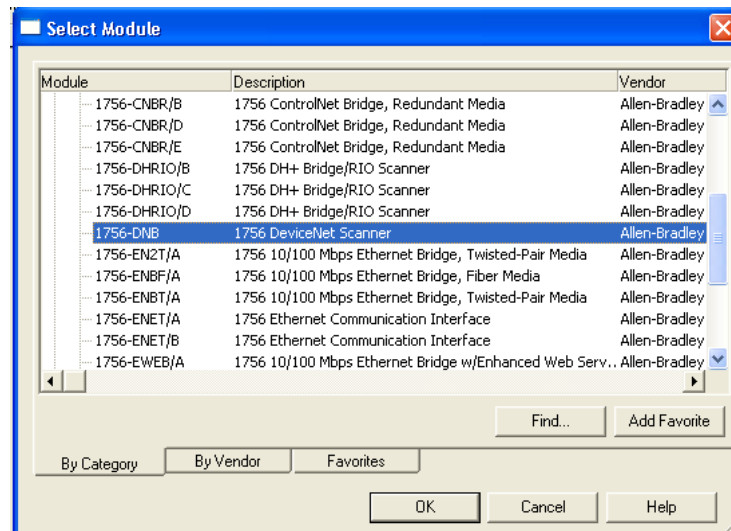 Select Module
Module Description Vendor
1756-CNBR/B 1756 ControlNet Bridge, Redundant Media Allen-Bradley
1756-CNBR/D 1756 ControlNet Bridge, Redundant Media Allen-Bradley
1756-CNBR/E 1756 ControlNet Bridge, Redundant Media Allen-Bradley
1756-DHRIO/B 1756 DH+ Bridge/RIO Scanner Allen-Bradley
1756-DHRIO/C 1756 DH+ Bridge/RIO Scanner Allen-Bradley
1756-DHRIO/D 1756 DH+ Bridge/RIO Scanner Allen-Bradley
1756-DNB 1756 DeviceNet Scanner Allen-Bradley
1756-EN2T/A 1756 10/100 Mbps Ethernet Bridge, Twisted-Pair Media Allen-Bradley
1756-ENBF/A 1756 10/100 Mbps Ethernet Bridge, Fiber Media Allen-Bradley
1756-ENBT/A 1756 10/100 Mbps Ethernet Bridge, Twisted-Pair Media Allen-Bradley
1756-ENET/A 1756 Ethernet Communication Interface Allen-Bradley
1756-ENET/B 1756 Ethernet Communication Interface Allen-Bradley
1756-EWEB/A 1756 10/100 Mbps Ethernet Bridge w/Enhanced Web Serv.. Allen-Bradley
Find... Add Favorite
By Category By Vendor Favorites
OK Cancel Help